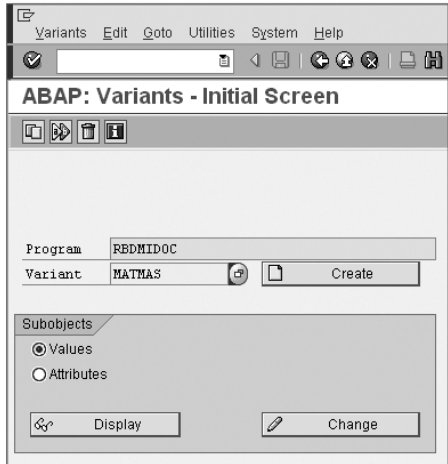 Variants Edit Goto Utilities System Help
ABAP: Variants - Initial Screen
Program RBDMIDOC
Variant MATMAS Create
Subobjects
Values
Attributes
Display Change